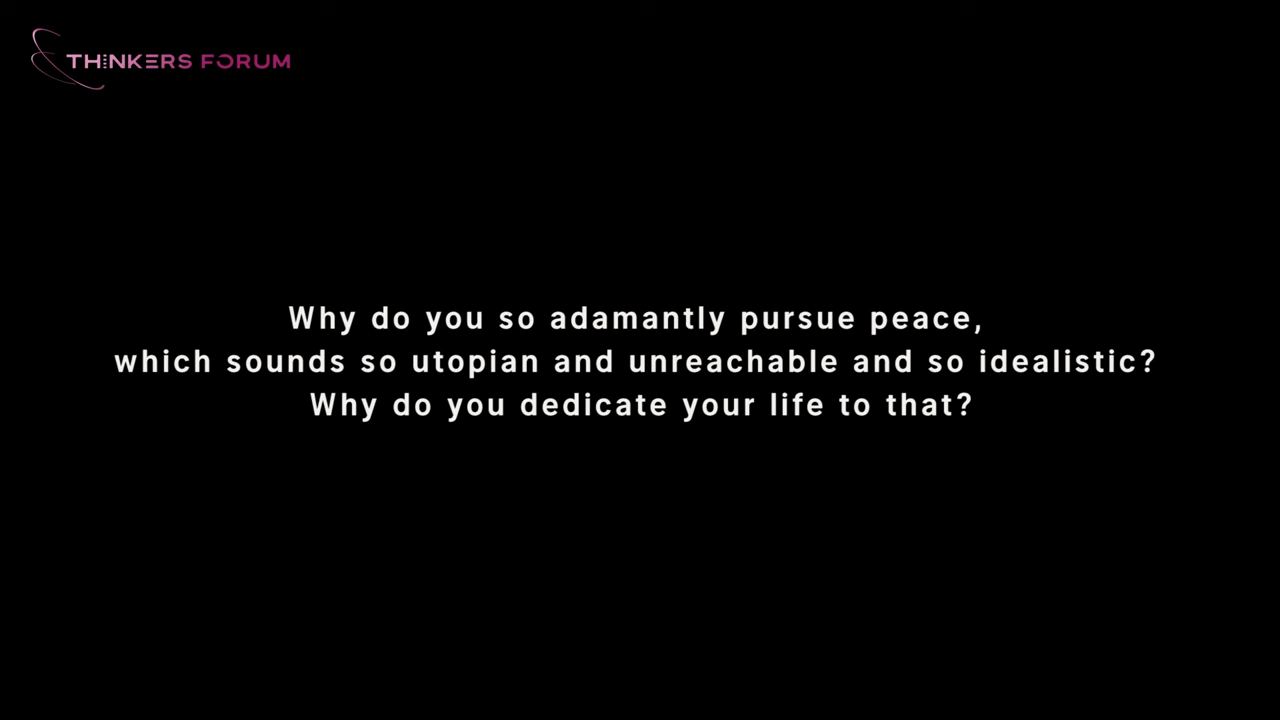 THINKERS FORUM
Why do you so adamantly pursue peace,
which sounds so utopian and unreachable and so idealistic?
Why do you dedicate your life to that?